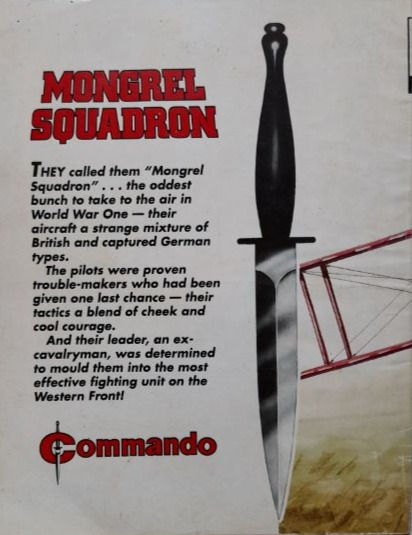 MONGREL
SQUADRON
THEY called them "Mongrel
Squadron" . . . the oddest
bunch to take to the air in
World War One — their
aircraft a strange mixture of
British and captured German
types.
The pilots were proven
trouble-makers who had been
given one last chance — their
tactics a blend of cheek and
cool courage.
And their leader, an ex-
cavalryman, was determined
to mould them into the most
effective fighting unit on the
Western Front!
Commando